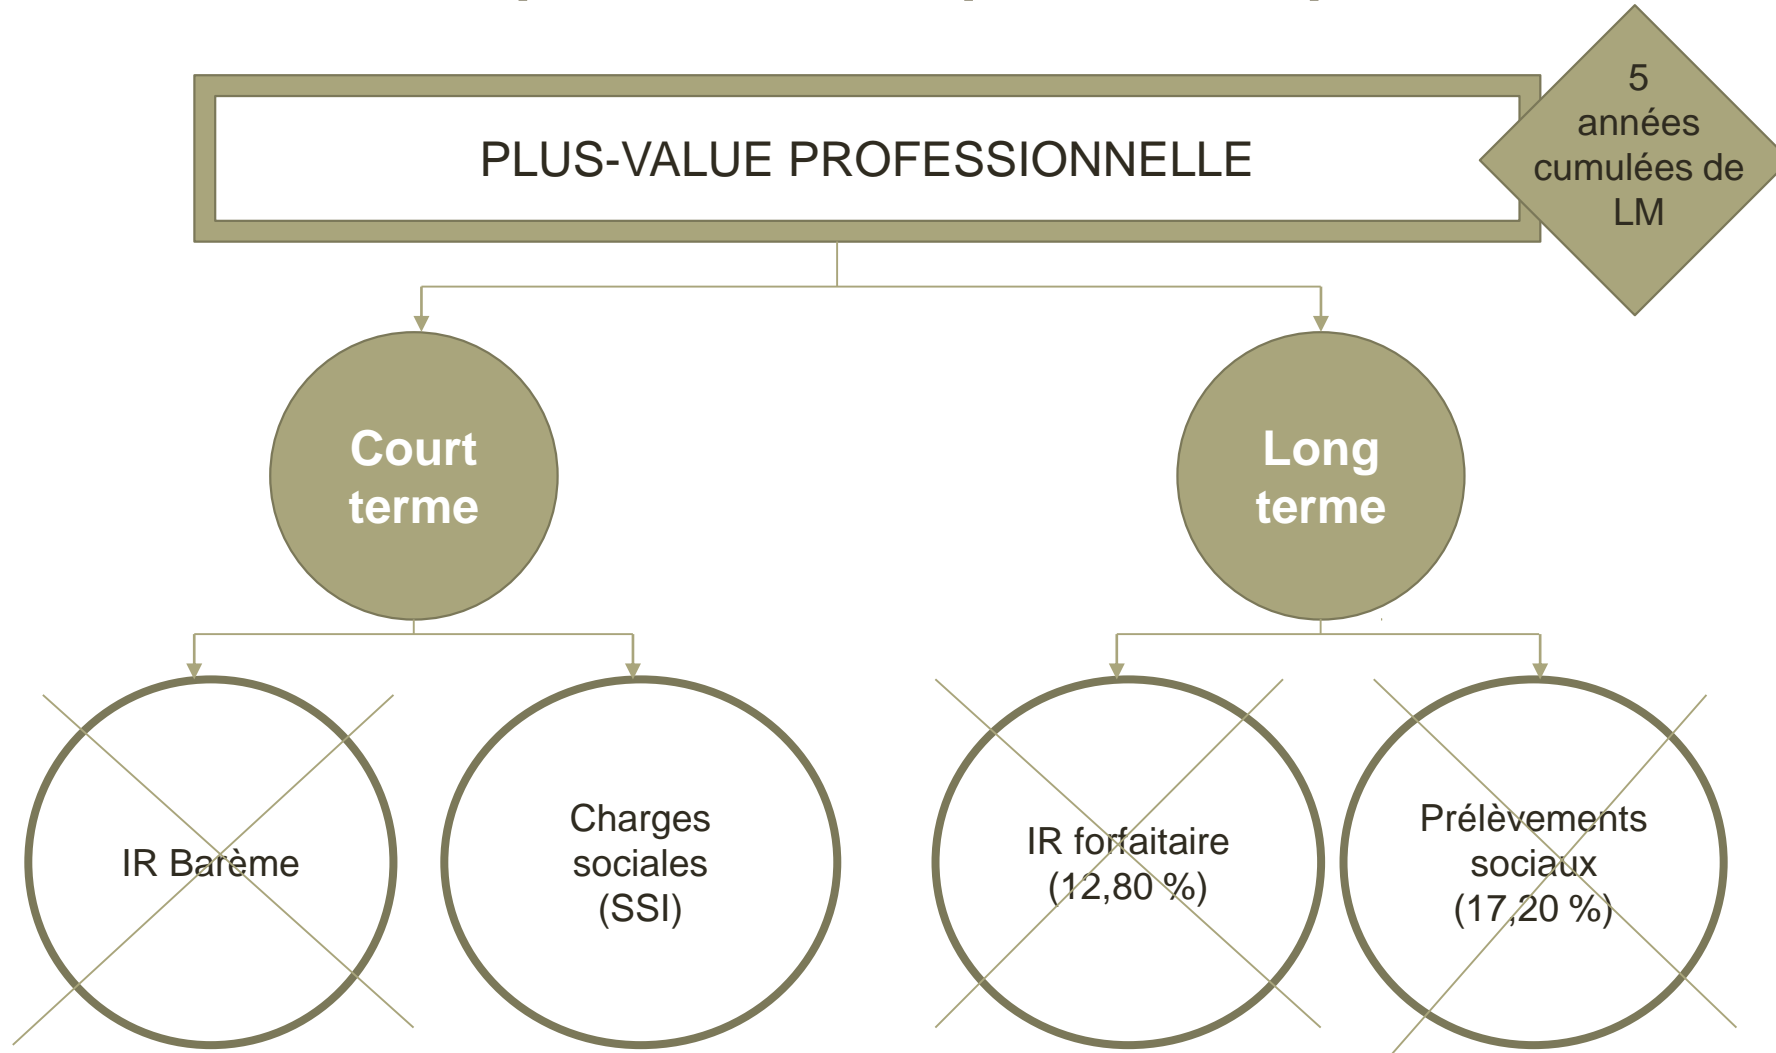 PLUS-VALUE PROFESSIONNELLE
5
années
cumulées de
LM
Court
terme
Long
terme
IR Barème
Charges
sociales
(SSI)
IR forfaitaire
(12,80 %)
Prélèvements
sociaux
(17,20 %)